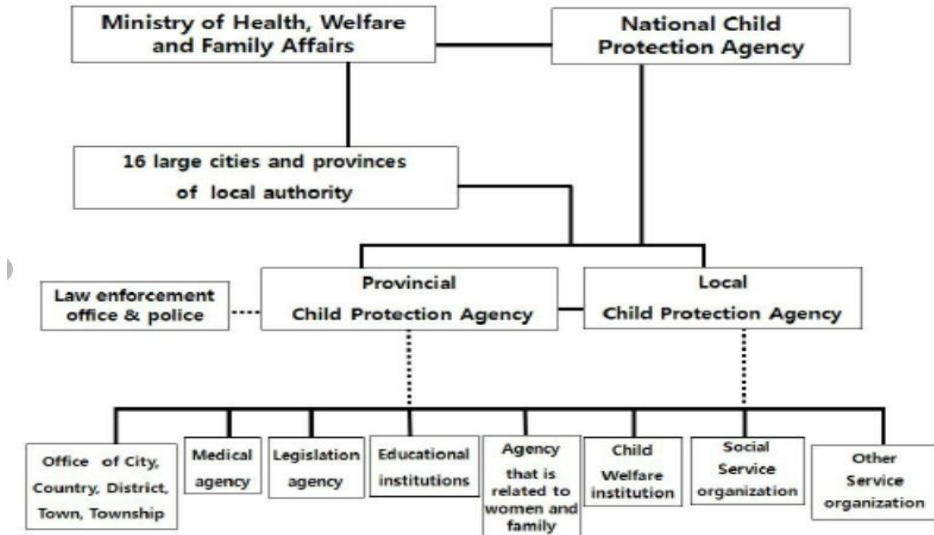 Ministry of Health, Welfare
and Family Affairs
National Child
Protection Agency
16 large cities and provinces
of local authority
Law enforcement
office & police
Provincial
Child Protection Agency
Local
Child Protection Agency
Office of City,
Country, District,
Town, Township
Medical
agency
Legislation
agency
Educational
institutions
Agency
that is
related to
women and
family
Child
Welfare
institution
Social
Service
organization
Other
Service
organization